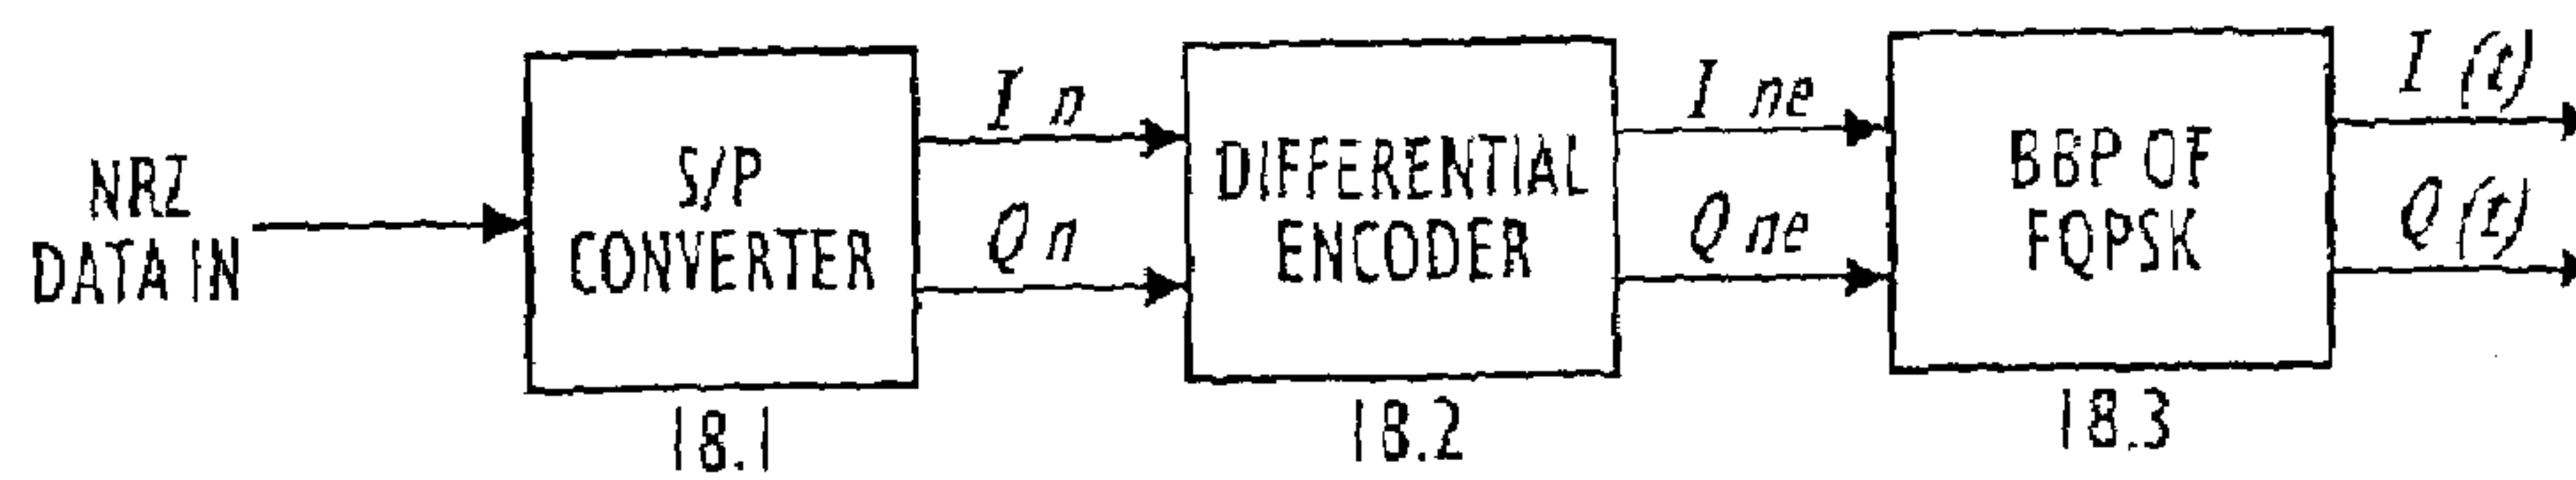 NRZ
DATA IN
S/P
CONVERTER
18.1
I n
Q n
DIFFERENTIAL
ENCODER
18.2
I ne
Q ne
BBP OF
FQPSK
18.3
I (t)
Q (t)